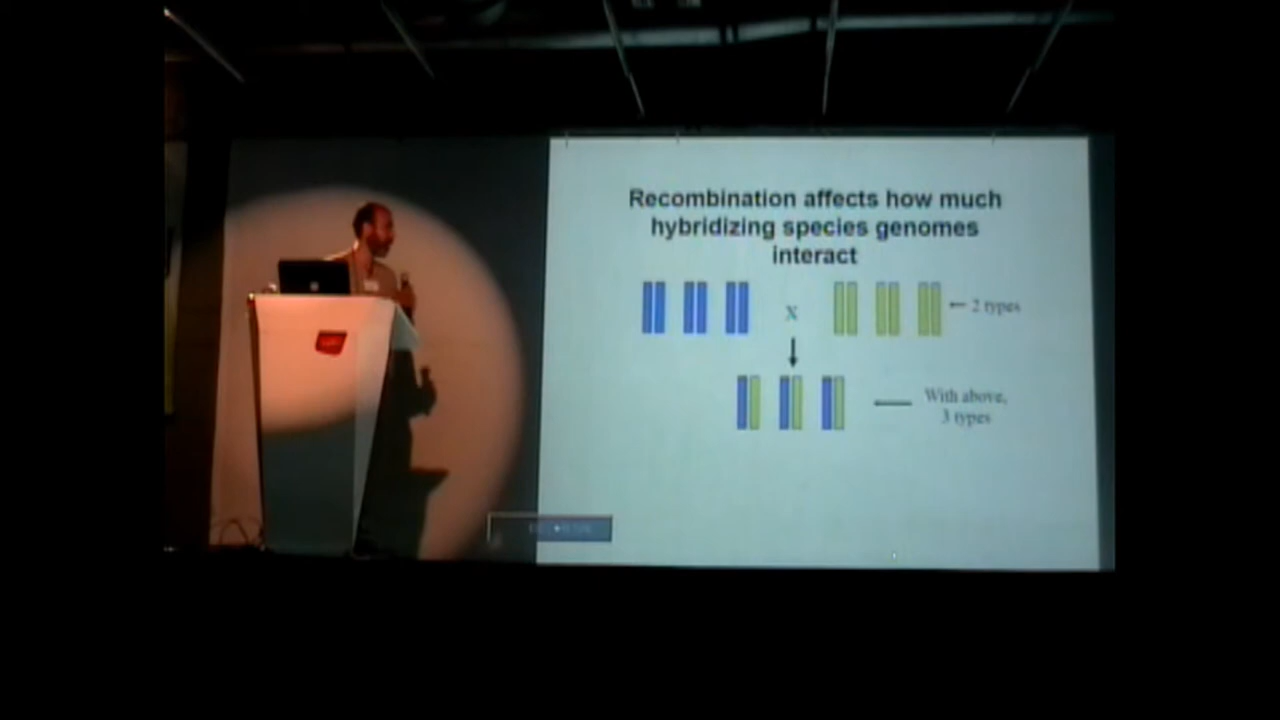 Recombination affects how much
hybridizing species genomes
interact
x
← 2 types
With above,
3 types